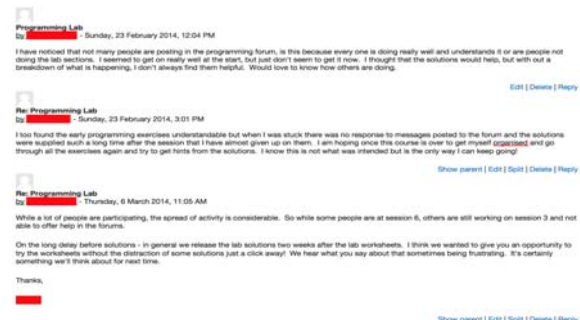 Programming Lab
by - Sunday, 23 February 2014, 12:04 PM
I have noticed that not many people are posting in the programming forum, is this because every one is doing really well and understands it or are people not
doing the lab sections. I seemed to get on really well at the start, but just don't seem to get it now. I thought that the solutions would help, but with out a
breakdown of what is happening, I don't always find them helpful. Would love to know how others are doing.
Edit | Delete | Reply
Re: Programming Lab
by - Sunday, 23 February 2014, 3:01 PM
I too found the early programming exercises understandable but when I was stuck there was no response to messages posted to the forum and the solutions
were supplied such a long time after the session that I have almost given up on them. I am hoping once this course is over to get myself organised and go
through all the exercises again and try to get hints from the solutions. I know this is not what was intended but is the only way I can keep going!
Show parent | Edit | Split | Delete | Reply
Re: Programming Lab
by - Thursday, 6 March 2014, 11:05 AM
While a lot of people are participating, the spread of activity is considerable. So while some people are at session 6, others are still working on session 3 and not
able to offer help in the forums.
On the long delay before solutions - in general we release the lab solutions two weeks after the lab worksheets. I think we wanted to give you an opportunity to
try the worksheets without the distraction of some solutions just a click away! We hear what you say about that sometimes being frustrating. It's certainly
something we'll think about for next time.
Thanks,
Show parent | Edit | Split | Delete | Reply